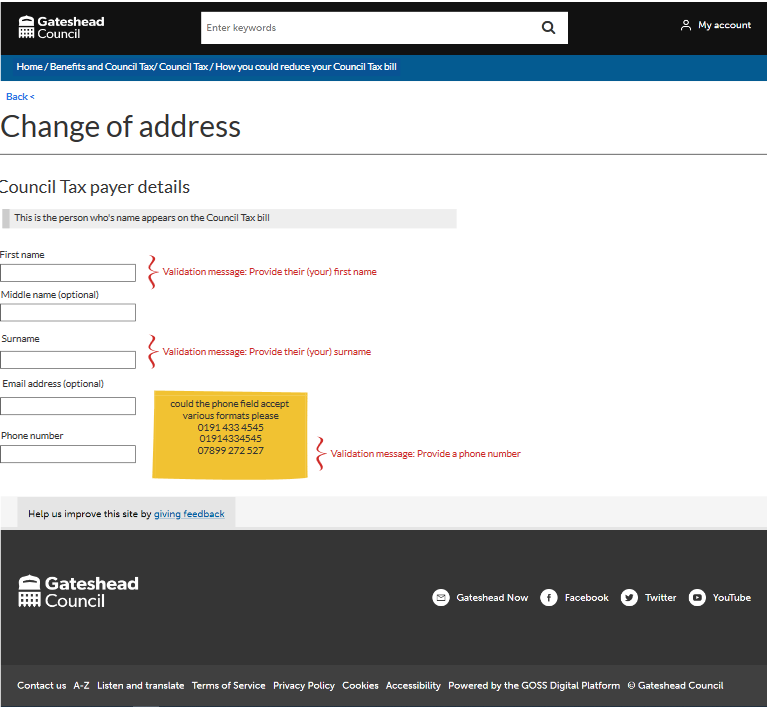 Gateshead
Council
Enter keywords
My account
Home / Benefits and Council Tax/ Council Tax / How you could reduce your Council Tax bill
Back <
Change of address
Council Tax payer details
This is the person who's name appears on the Council Tax bill
First name
Validation message: Provide their (your) first name
Middle name (optional)
Surname
Validation message: Provide their (your) surname
Email address (optional)
could the phone field accept
various formats please
0191 433 4545
01914334545
07899 272 527
Phone number
Validation message: Provide a phone number
Help us improve this site by giving feedback
Gateshead
Council
Gateshead Now Facebook Twitter YouTube
Contact us A-Z Listen and translate Terms of Service Privacy Policy Cookies Accessibility Powered by the GOSS Digital Platform © Gateshead Council